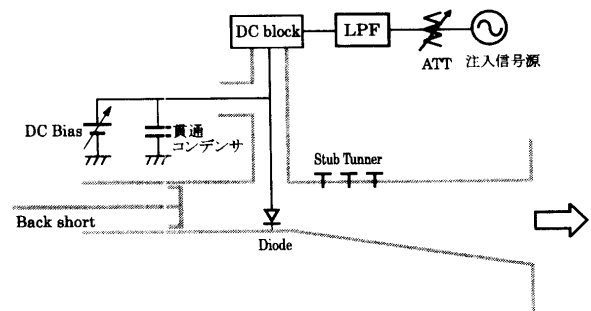 DC block
LPF
ATT
注入信号源
DC Bias
貫通
コンデンサ
Stub Tunner
Back short
Diode